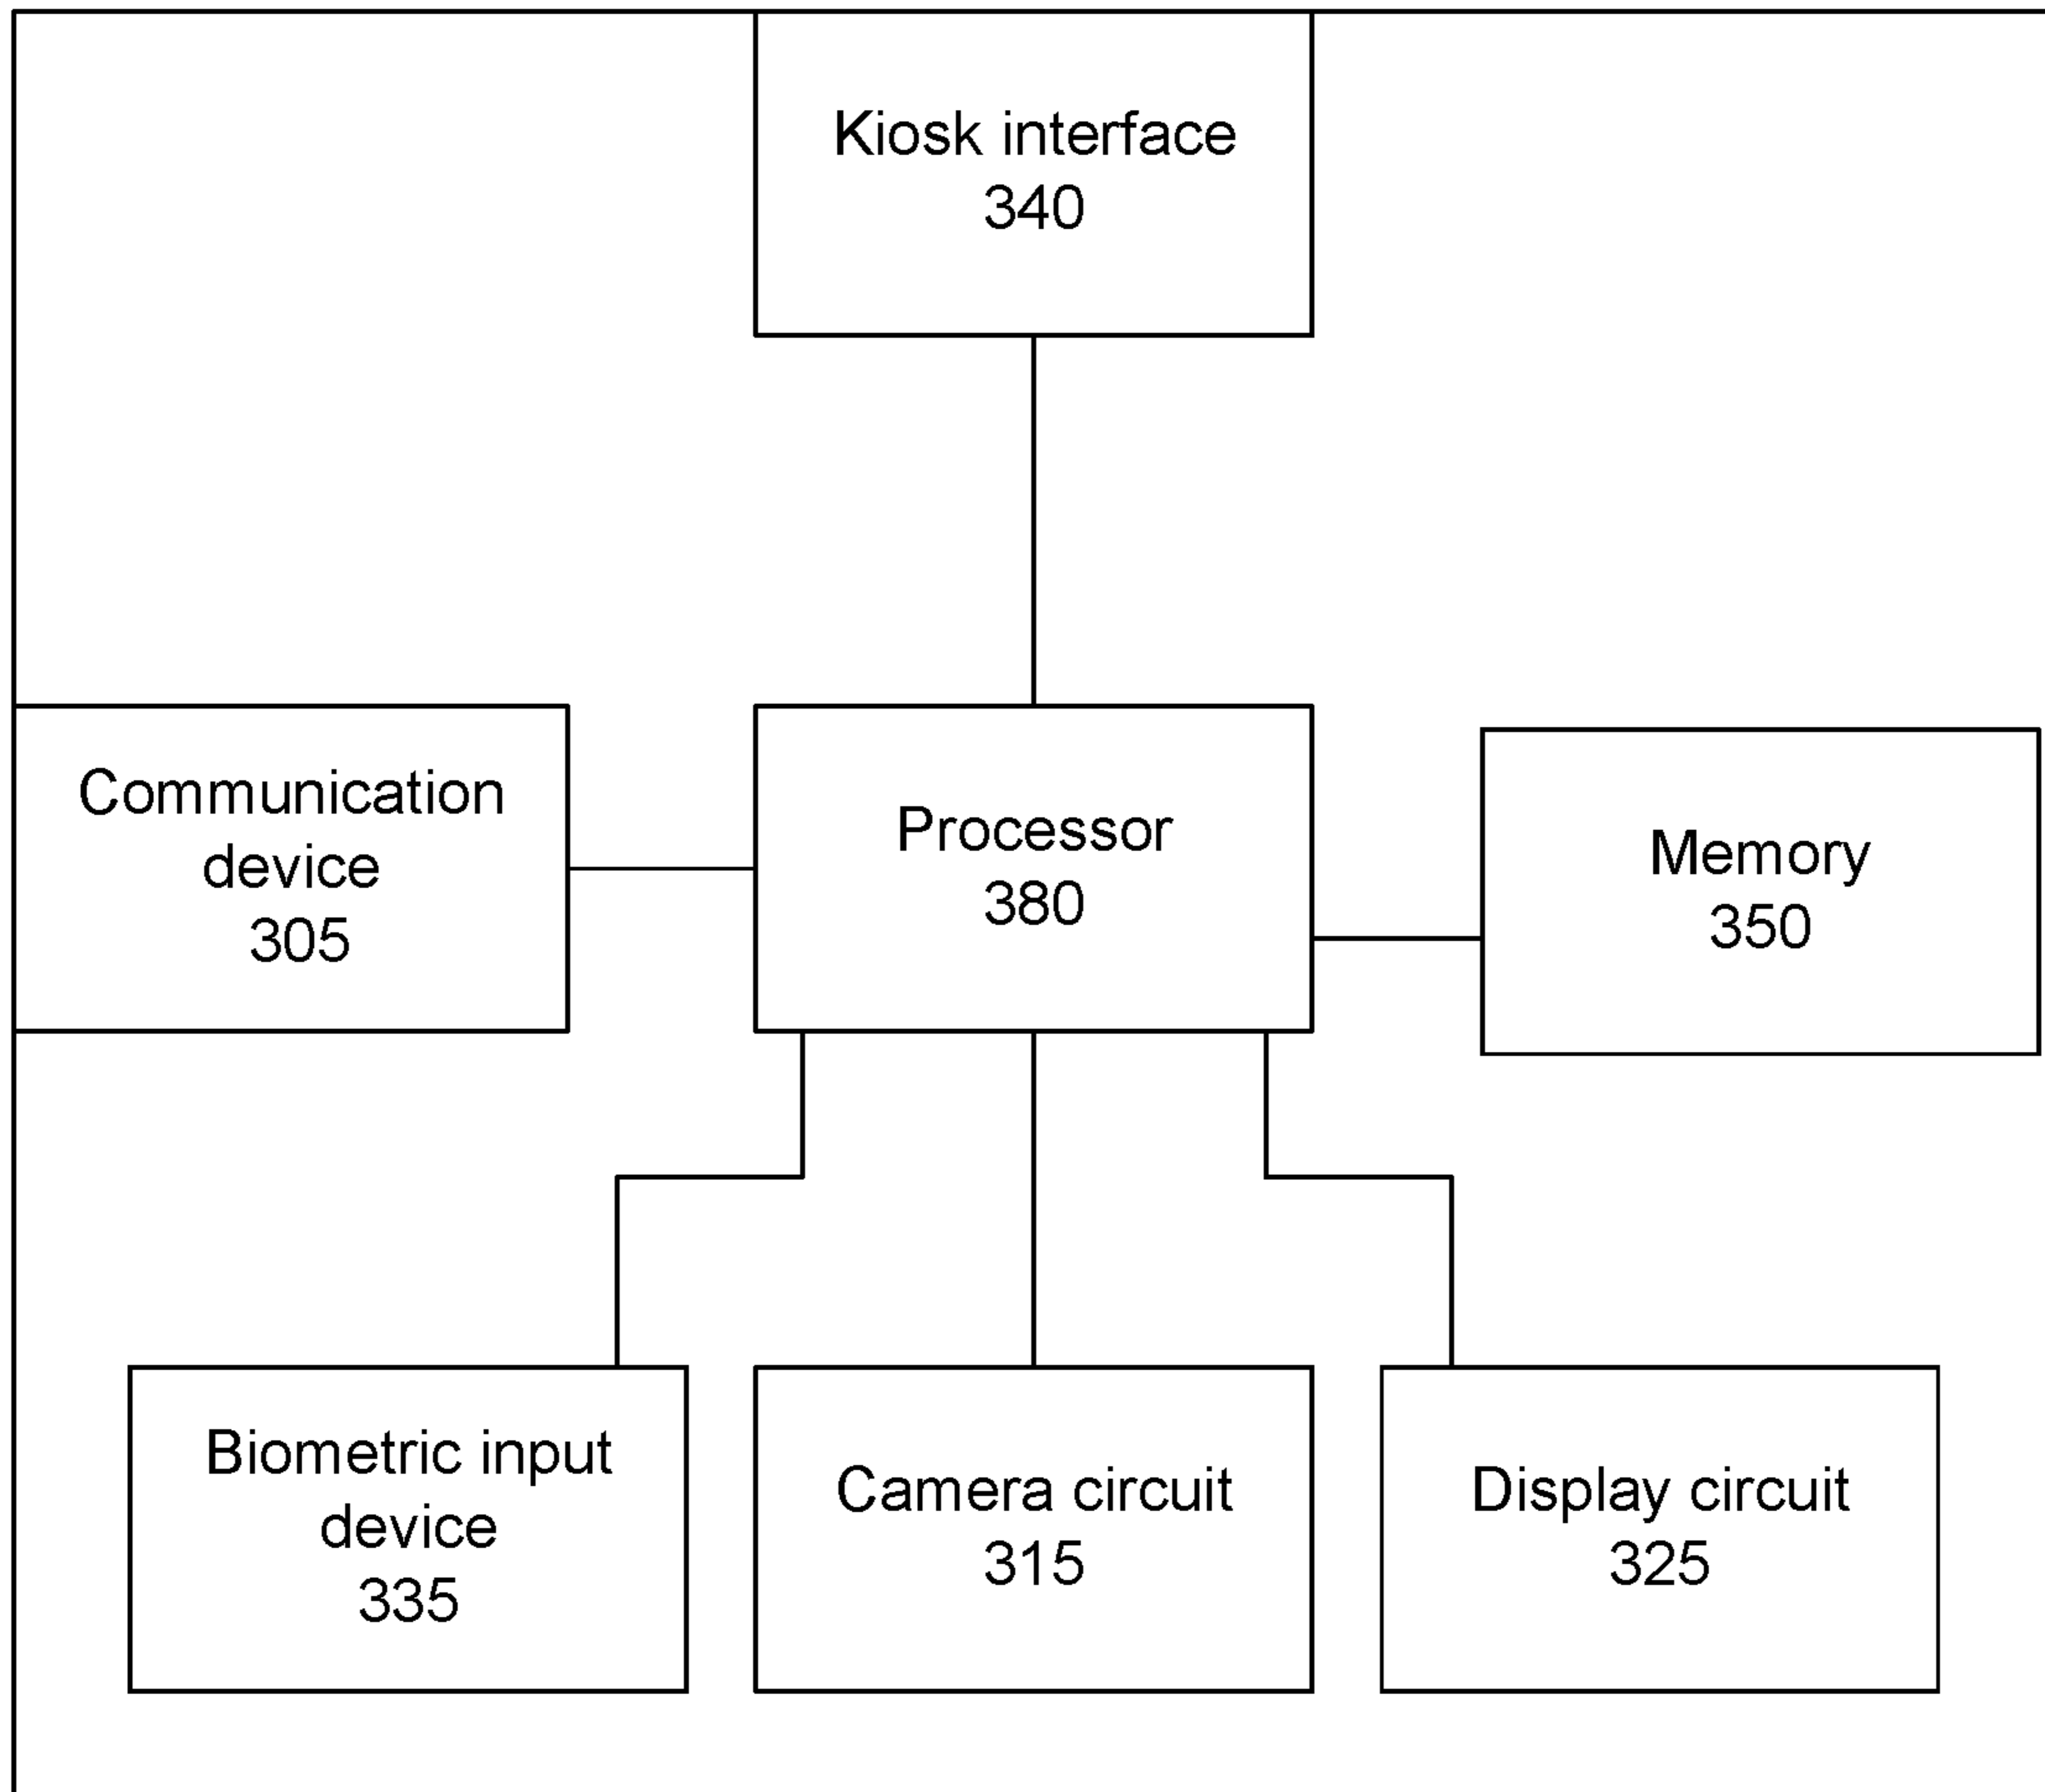 Kiosk interface
340
Communication
device
305
Processor
380
Memory
350
Biometric input
device
335
Camera circuit
315
Display circuit
325